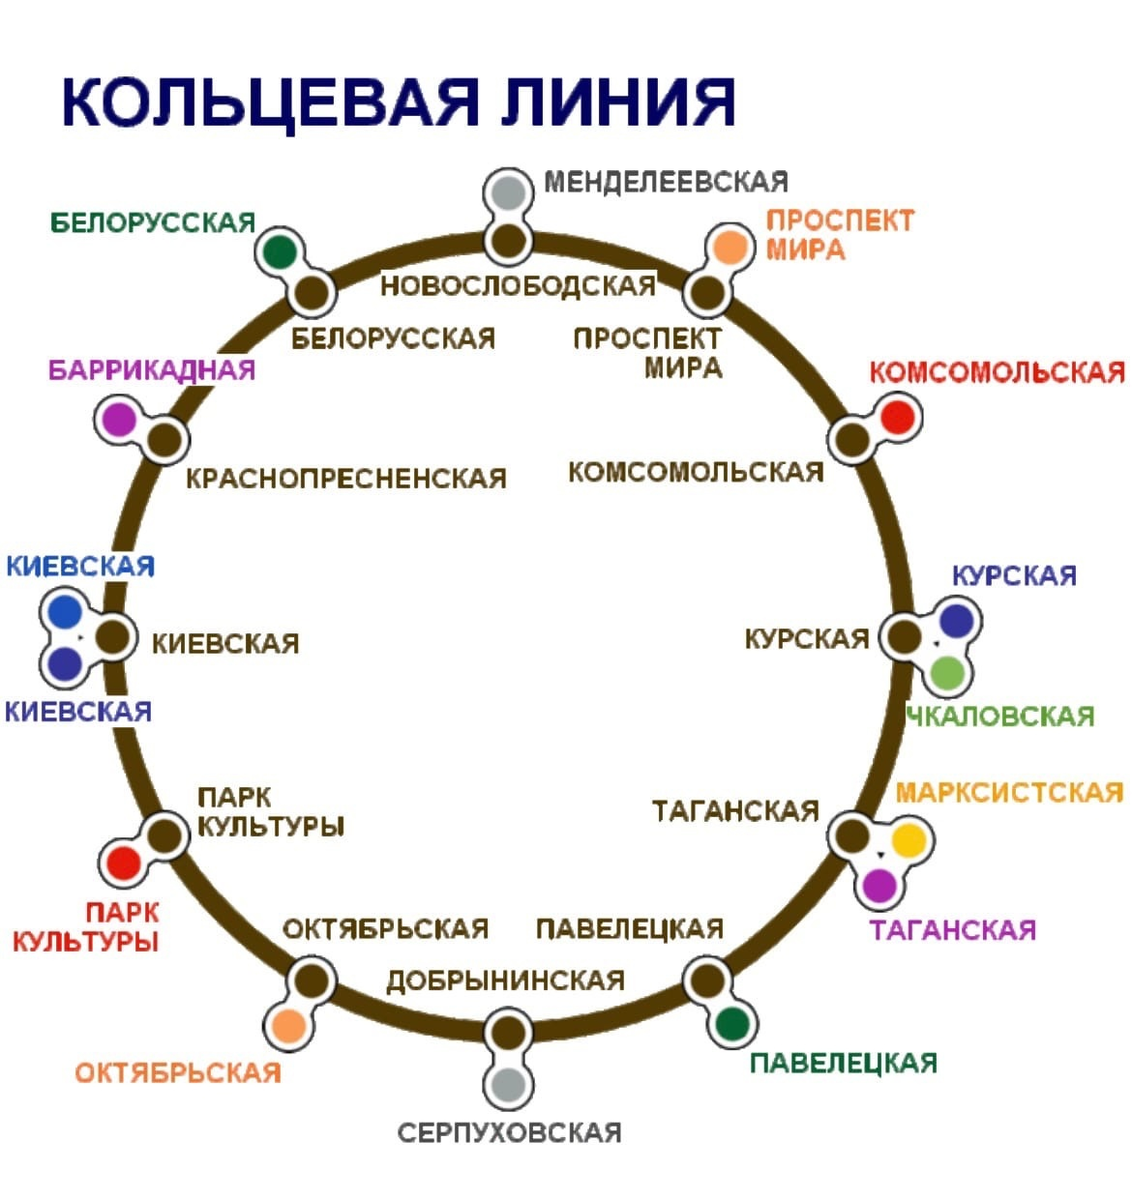 КОЛЬЦЕВАЯ ЛИНИЯ
МЕНДЕЛЕЕВСКАЯ
БЕЛОРУССКАЯ
ПРОСПЕКТ
МИРА
НОВОСЛОБОДСКАЯ
БЕЛОРУССКАЯ
ПРОСПЕКТ
МИРА
БАРРИКАДНАЯ
КОМСОМОЛЬСКАЯ
КРАСНОПРЕСНЕНСКАЯ
КОМСОМОЛЬСКАЯ
КИЕВСКАЯ
КУРСКАЯ
КИЕВСКАЯ
КУРСКАЯ
КИЕВСКАЯ
ЧКАЛОВСКАЯ
ПАРК
КУЛЬТУРЫ
ТАГАНСКАЯ
МАРКСИСТСКАЯ
ПАРК
КУЛЬТУРЫ
ОКТЯБРЬСКАЯ
ПАВЕЛЕЦКАЯ
ТАГАНСКАЯ
ДОБРЫНИНСКАЯ
ОКТЯБРЬСКАЯ
ПАВЕЛЕЦКАЯ
СЕРПУХОВСКАЯ